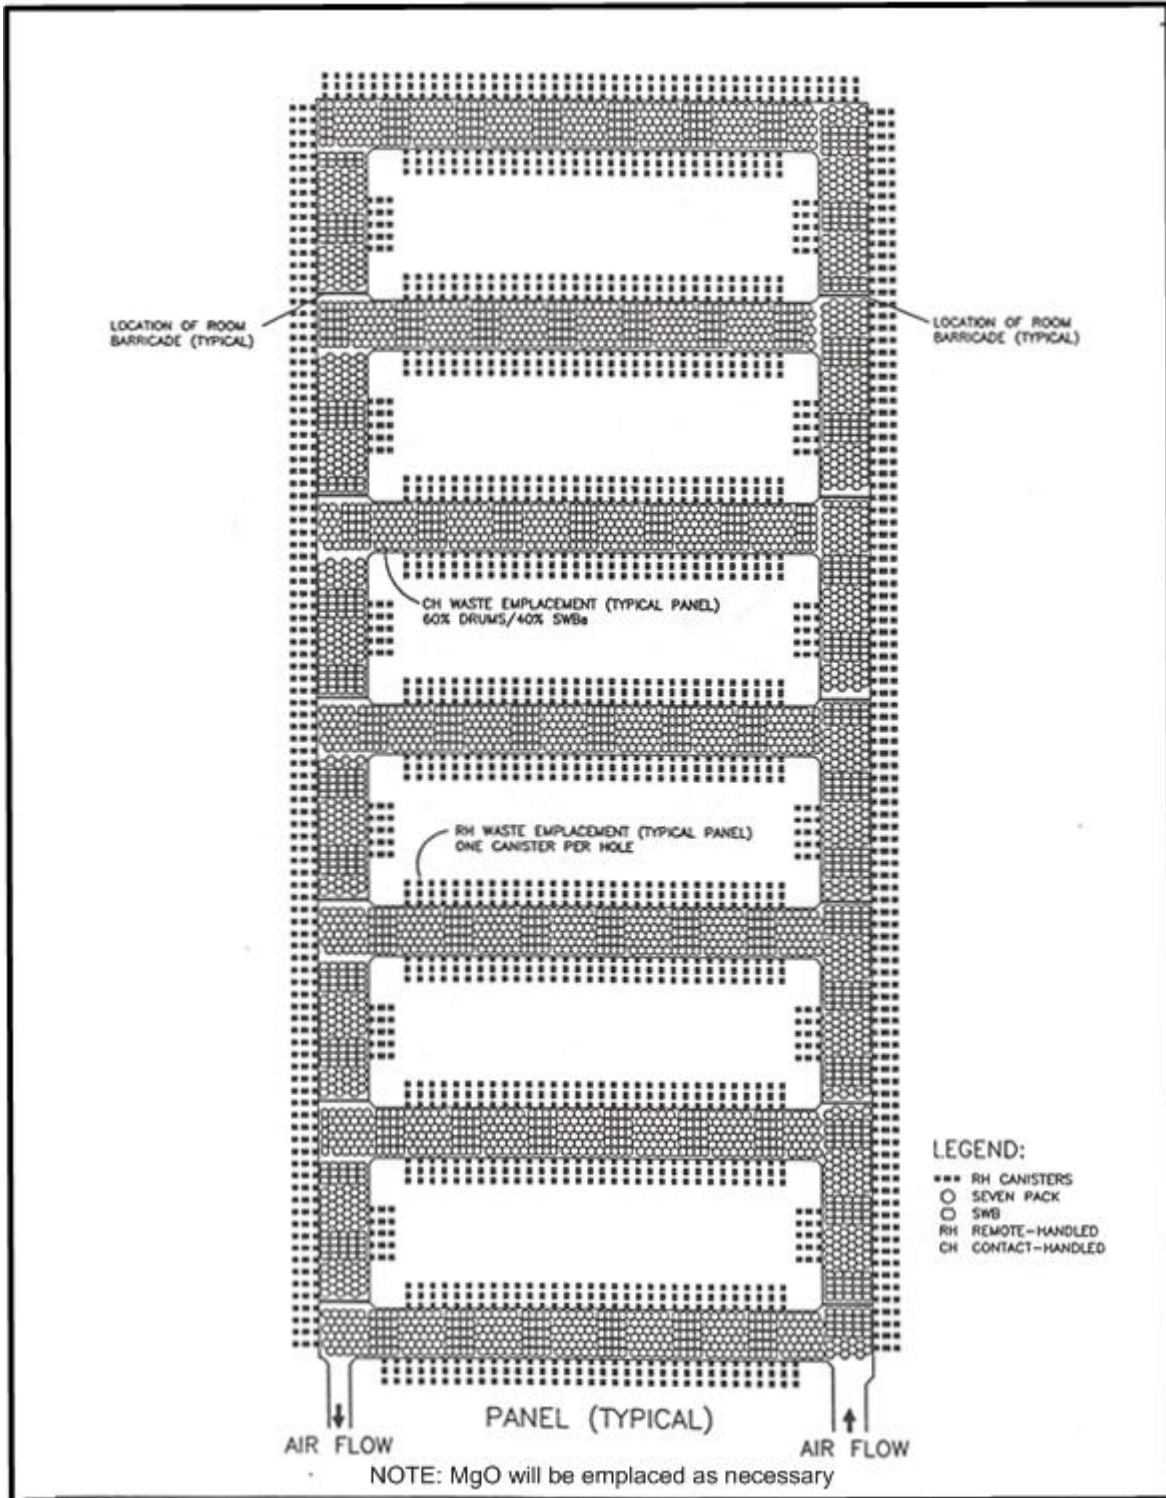 LOCATION OF ROOM
BARRICADE (TYPICAL)
LOCATION OF ROOM
BARRICADE (TYPICAL)
CH WASTE EMPLACEMENT (TYPICAL PANEL)
60% DRUMS/40% SWBs
RH WASTE EMPLACEMENT (TYPICAL PANEL)
ONE CANISTER PER HOLE
LEGEND:
RH CANISTERS
SEVEN PACK
SWB
RH REMOTE-HANDLED
CH CONTACT-HANDLED
PANEL (TYPICAL)
AIR FLOW
AIR FLOW
NOTE: MgO will be emplaced as necessary